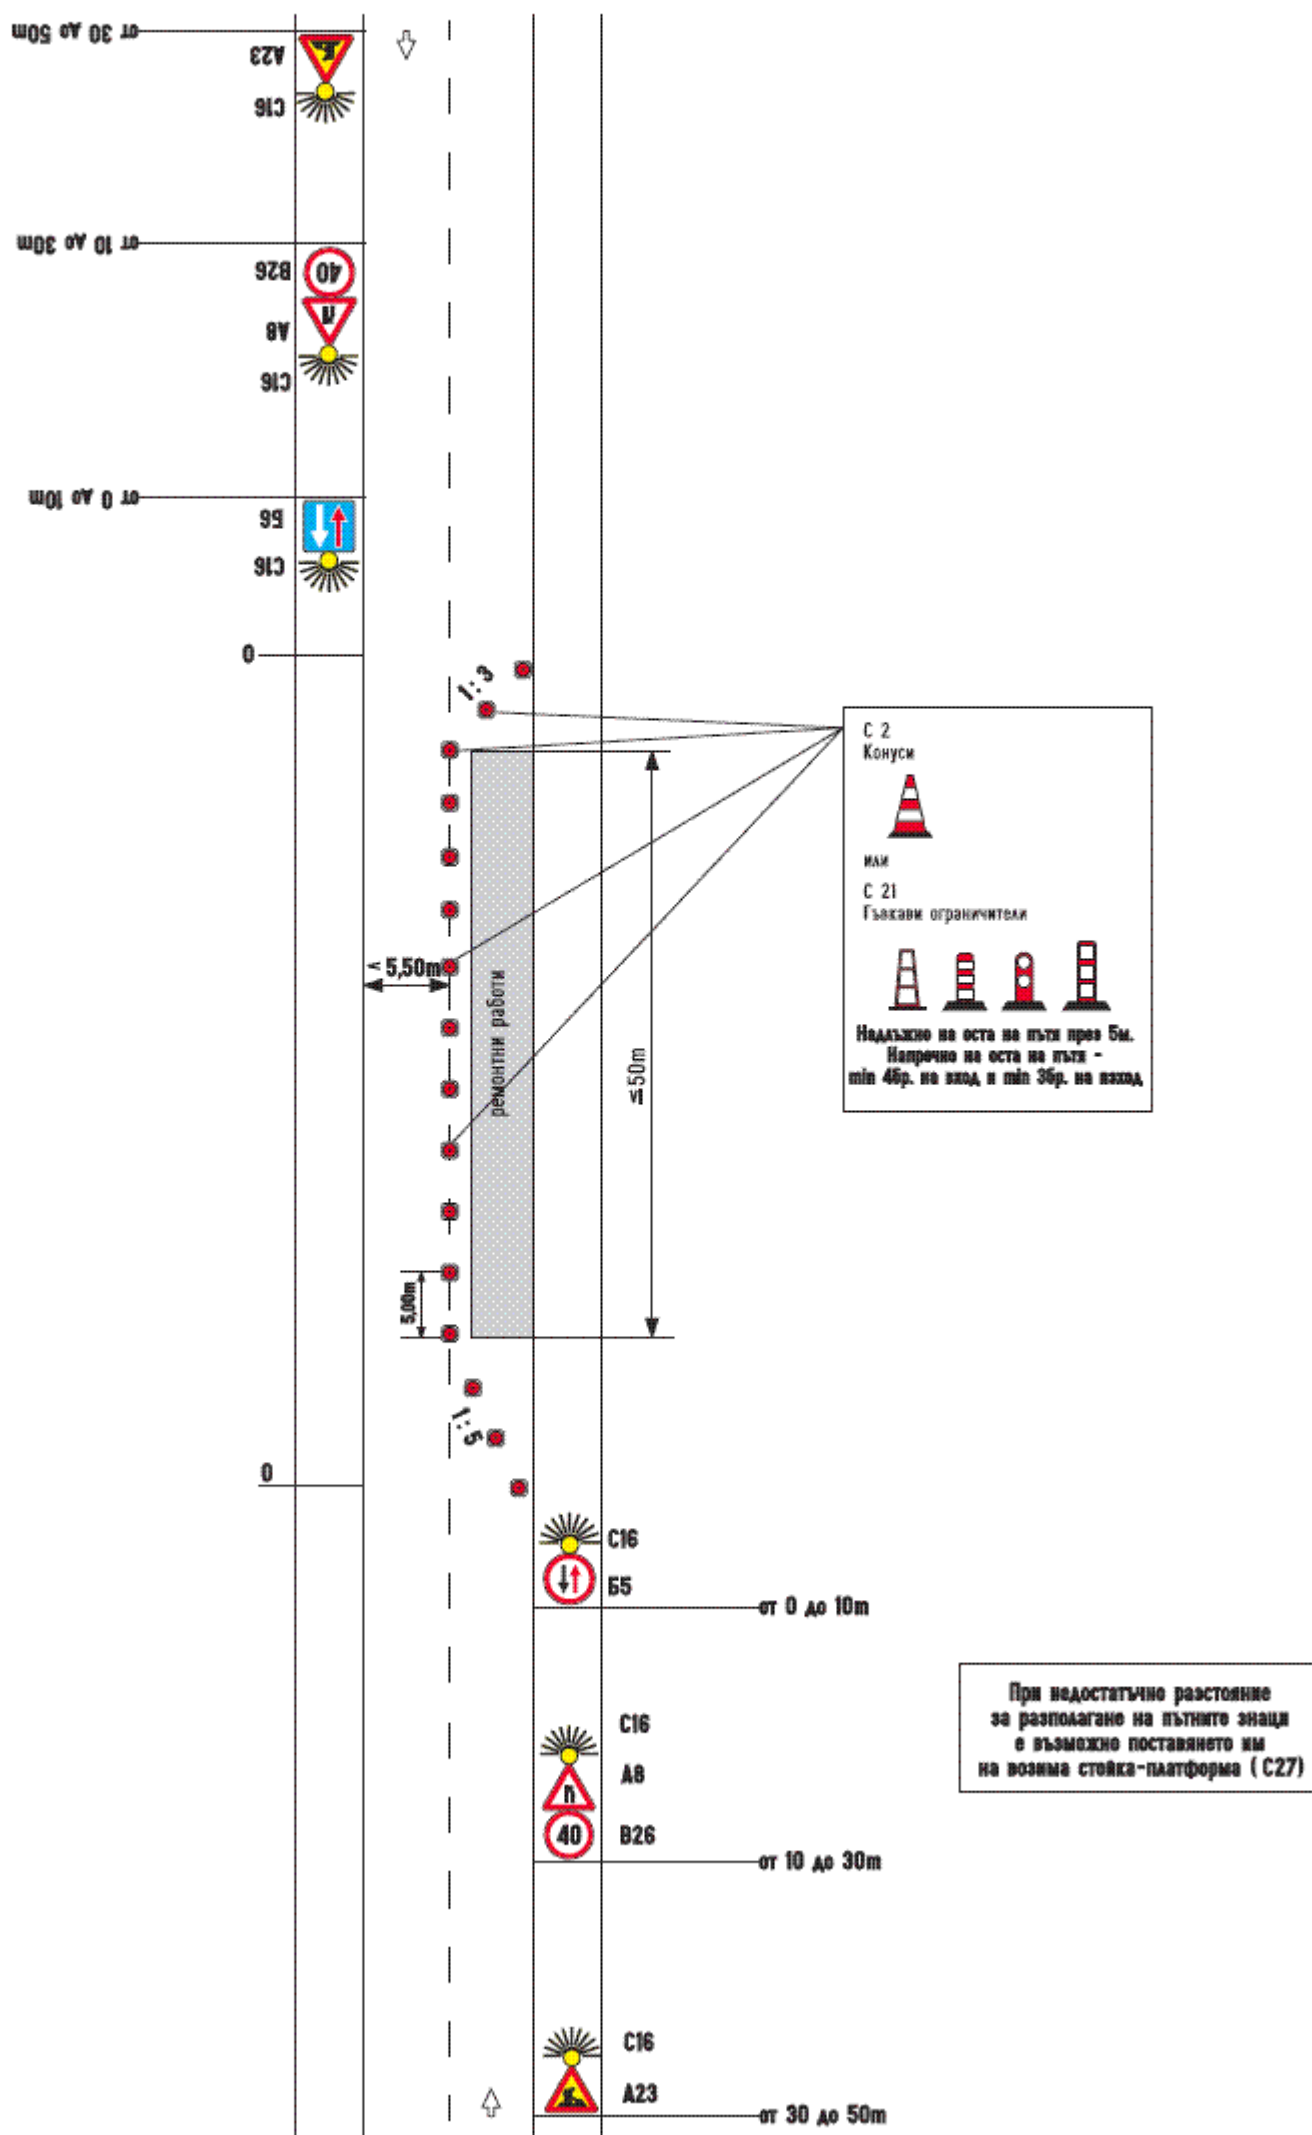 от 30 до 50m
A23
C16
от 10 до 30m
B26
40
A8
C16
от 0 до 10m
Б6
C16
0
1:3
С 2
Конуси
или
С 21
Гъвкави ограничители
Надлъжно на оста на пътя през 5м.
Напречно на оста на пътя -
min 4бр. на вход и min 3бр. на изход
< 5,50m
ремонтни работи
≤50m
5,00m
1:5
0
C16
Б5
от 0 до 10m
При недостатъчно разстояние
за разполагане на пътните знаци
е възможно поставянето им
на возима стойка-платформа ( С27)
C16
A8
40
B26
от 10 до 30m
C16
A23
от 30 до 50m